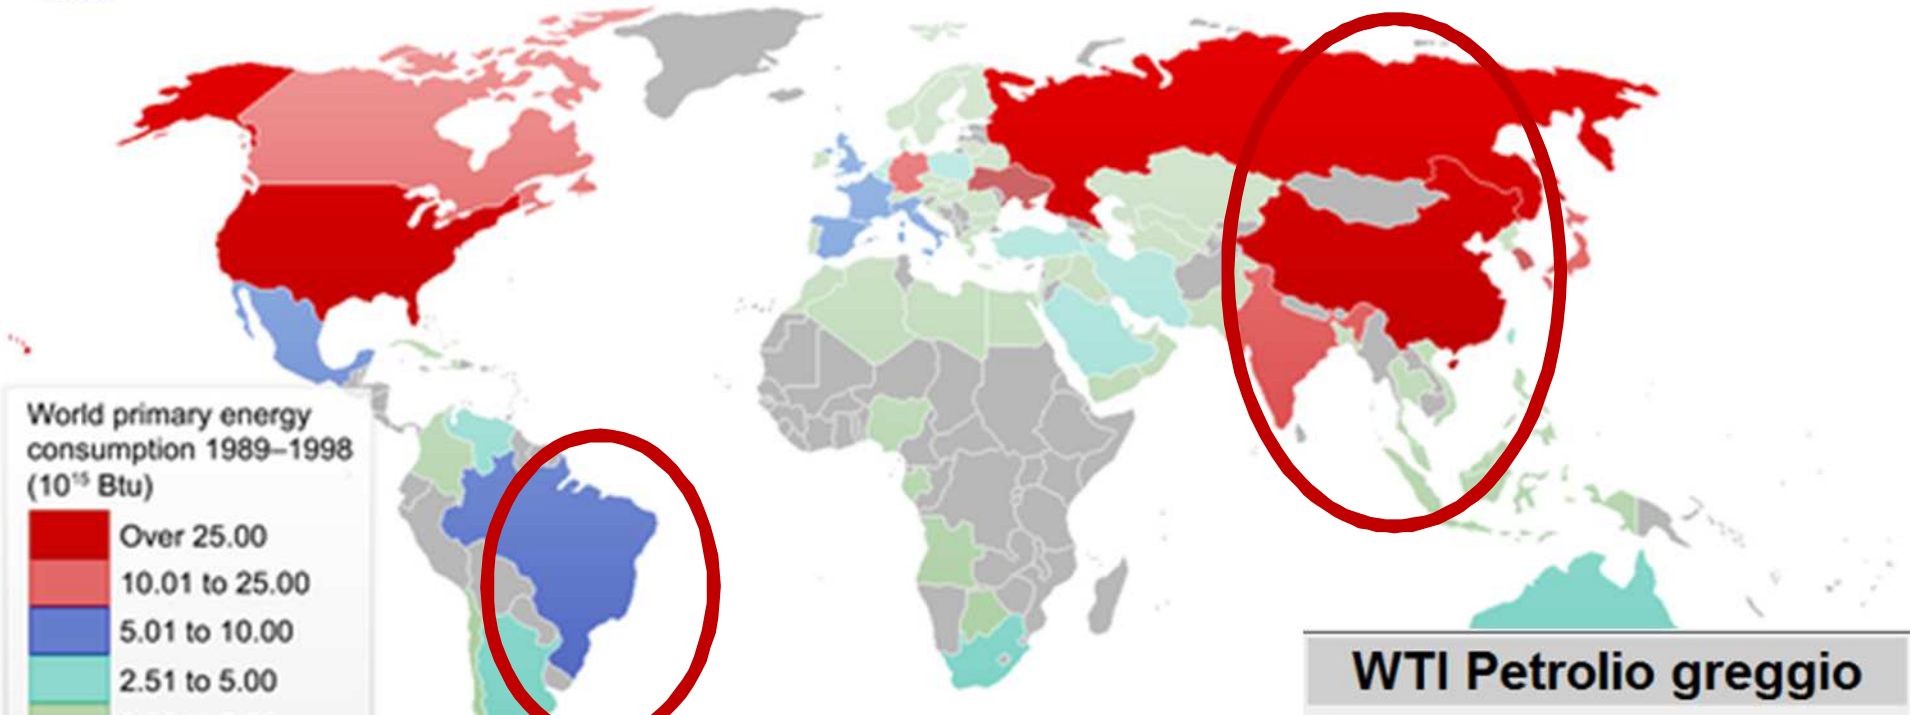 World primary energy
consumption 1989–1998
(10¹⁵ Btu)
Over 25.00
10.01 to 25.00
5.01 to 10.00
2.51 to 5.00
WTI Petrolio greggio